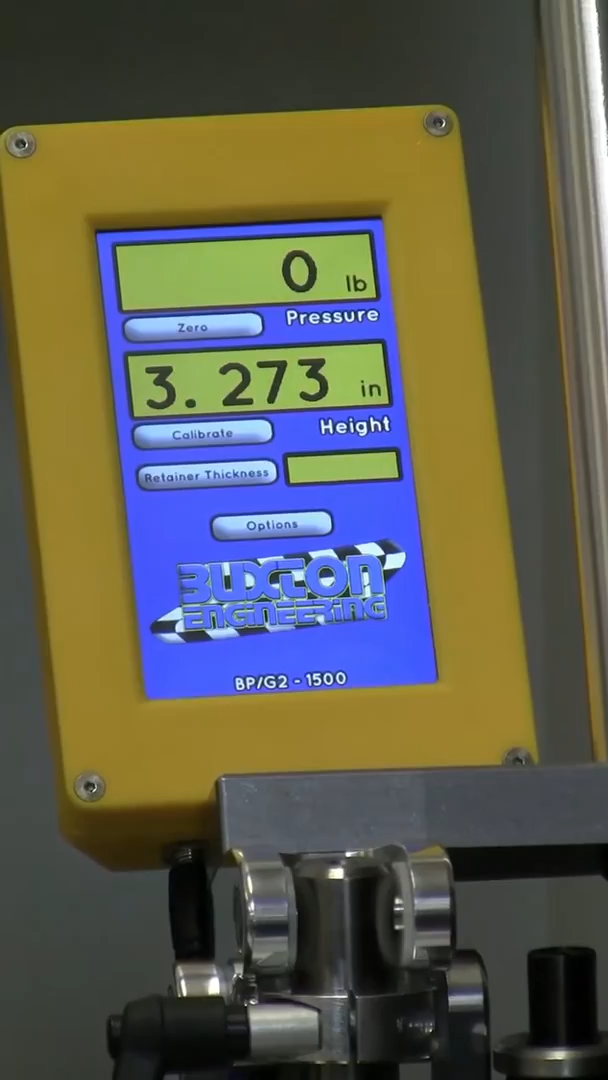 0 lb
Zero
Pressure
3.273 in
Calibrate
Height
Retainer Thickness
Options
BUXTON
ENGINEERING
BP/G2 - 1500